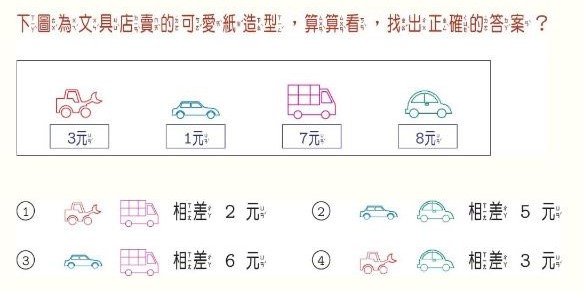 下圖為文具店賣的可愛紙造型，算算看，找出正確的答案？
3元 1元 7元 8元
① 相差 2 元 ② 相差 5 元
③ 相差 6 元 ④ 相差 3 元